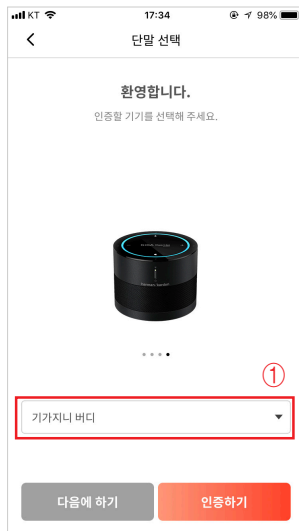 KT 17:34 98%
단말 선택
환영합니다.
인증할 기기를 선택해 주세요.
harman/kardon
①
기가지니 버디
다음에 하기 인증하기